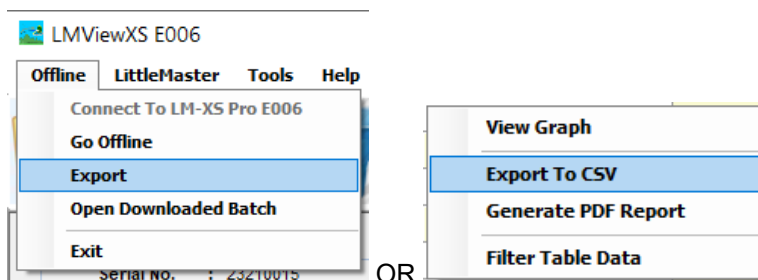 LMViewXS E006
Offline LittleMaster Tools Help
Connect To LM-XS Pro E006
Go Offline
Export
Open Downloaded Batch
Exit
Serial No. : 23210015
OR
View Graph
Export To CSV
Generate PDF Report
Filter Table Data